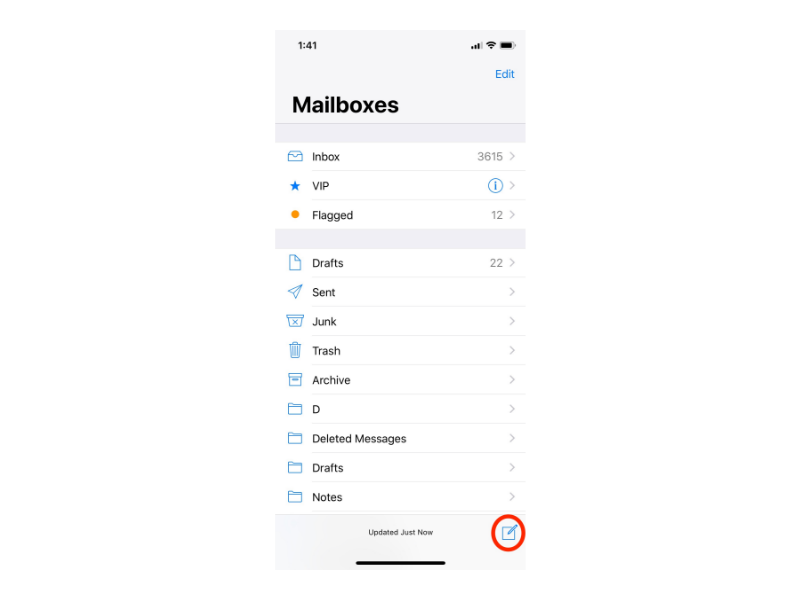 1:41
Edit
Mailboxes
Inbox 3615
VIP
Flagged 12
Drafts 22
Sent
Junk
Trash
Archive
D
Deleted Messages
Drafts
Notes
Updated Just Now